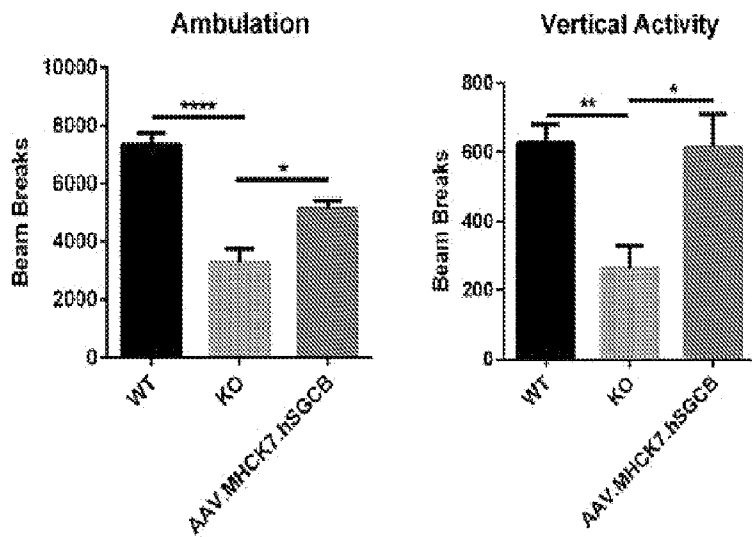 Ambulation
Beam Breaks
10000
8000
6000
4000
2000
0
****
*
WT
KO
AAV.MHCK7.hSGCB
Vertical Activity
Beam Breaks
800
600
400
200
0
**
*
WT
KO
AAV.MHCK7.hSGCB